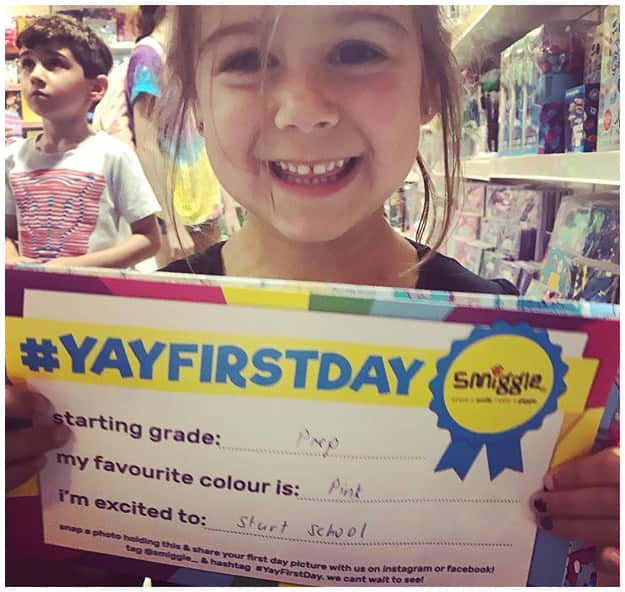 #YAYFIRSTDAY
smiggle
starting grade: Prep
my favourite colour is: Pink
i'm excited to: Start School
snap a photo holding this & share your first day picture with us on instagram or facebook!
tag @smiggle_ & hashtag #YayFirstDay. we cant wait to see!